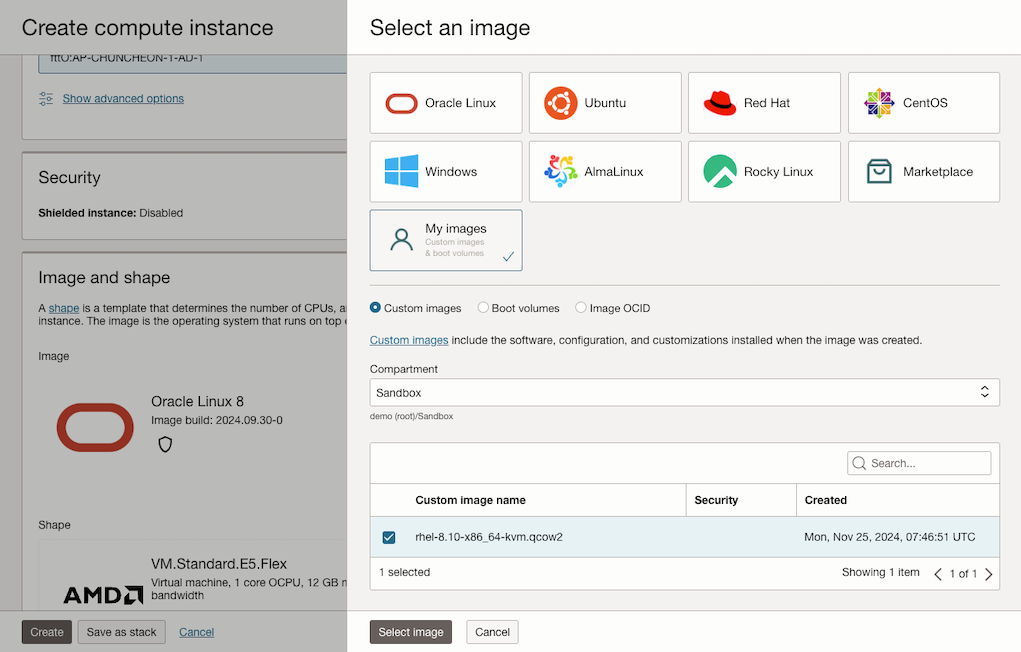 Create compute instance
fttO:AP-CHUNCHEON-1-AD-1
Show advanced options
Security
Shielded instance: Disabled
Image and shape
A shape is a template that determines the number of CPUs,
instance. The image is the operating system that runs on top
Image
Oracle Linux 8
Image build: 2024.09.30-0
Shape
AMD
VM.Standard.E5.Flex
Virtual machine, 1 core OCPU, 12 GB
bandwidth
Create
Save as stack
Cancel
Select an image
Oracle Linux
Ubuntu
Red Hat
CentOS
Windows
AlmaLinux
Rocky Linux
Marketplace
My images
Custom images
& boot volumes
Custom images
Boot volumes
Image OCID
Custom images include the software, configuration, and customizations installed when the image was created.
Compartment
Sandbox
demo (root)/Sandbox
Search...
Custom image name
Security
Created
rhel-8.10-x86_64-kvm.qcow2
Mon, Nov 25, 2024, 07:46:51 UTC
1 selected
Showing 1 item
1 of 1
Select image
Cancel